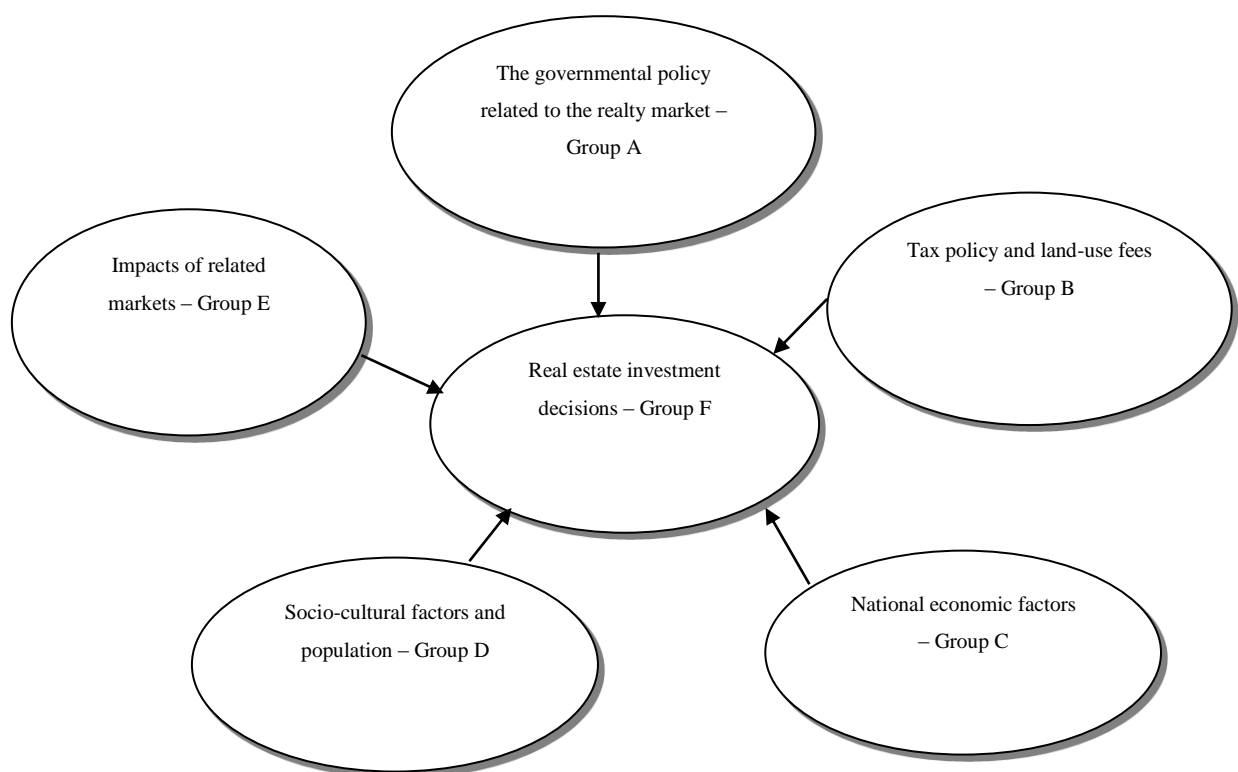 The governmental policy
related to the realty market –
Group A
Tax policy and land-use fees
– Group B
Impacts of related
markets – Group E
Real estate investment
decisions – Group F
Socio-cultural factors and
population – Group D
National economic factors
– Group C